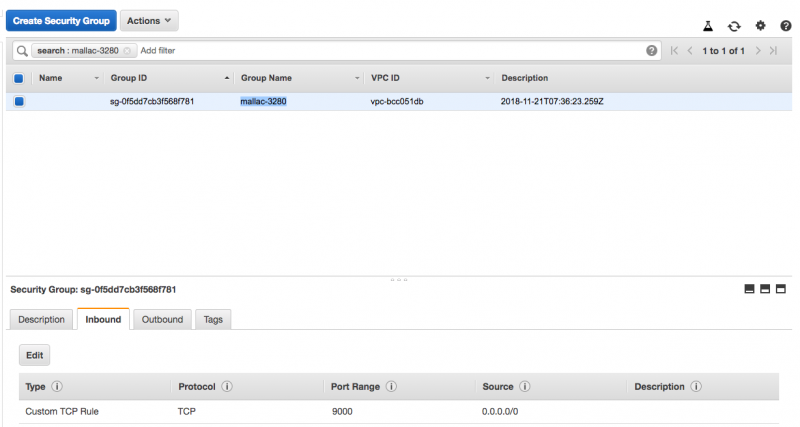 Create Security Group Actions
search : mallac-3280 Add filter 1 to 1 of 1
Name Group ID Group Name VPC ID Description
sg-0f5dd7cb3f568f781 mallac-3280 vpc-bcc051db 2018-11-21T07:36:23.259Z
Security Group: sg-0f5dd7cb3f568f781
Description Inbound Outbound Tags
Edit
Type Protocol Port Range Source Description
Custom TCP Rule TCP 9000 0.0.0.0/0